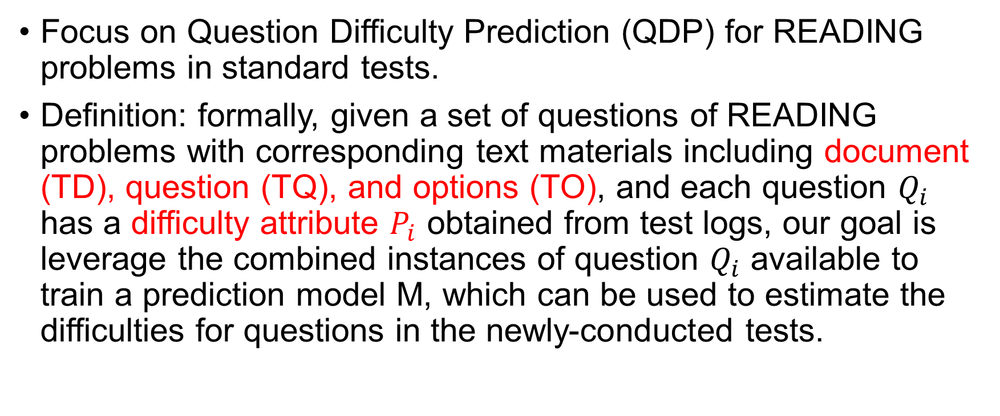 • Focus on Question Difficulty Prediction (QDP) for READING
problems in standard tests.
• Definition: formally, given a set of questions of READING
problems with corresponding text materials including document
(TD), question (TQ), and options (TO), and each question Qᵢ
has a difficulty attribute Pᵢ obtained from test logs, our goal is
leverage the combined instances of question Qᵢ available to
train a prediction model M, which can be used to estimate the
difficulties for questions in the newly-conducted tests.